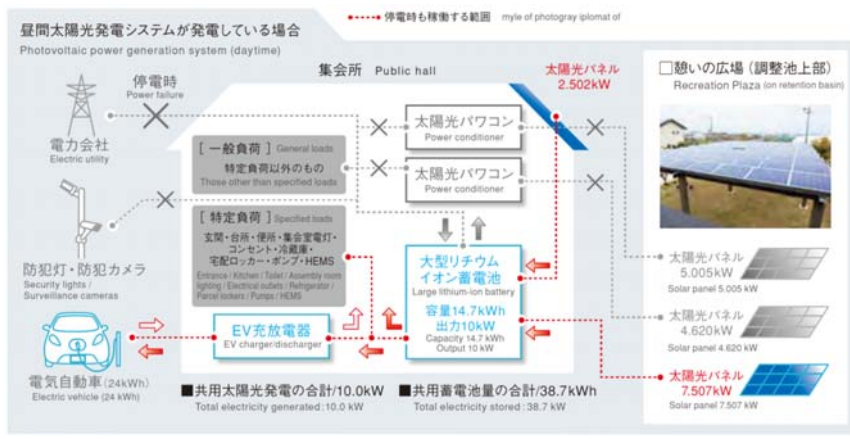 停電時も稼働する範囲 myle of photogray iplomat of
昼間太陽光発電システムが発電している場合
Photovoltaic power generation system (daytime)
停電時
Power failure
電力会社
Electric utility
防犯灯・防犯カメラ
Security lights /
Surveillance cameras
電気自動車(24kWh)
Electric vehicle (24 kWh)
集会所 Public hall
太陽光パネル
2.502kW
[ 一般負荷 ] General loads
特定負荷以外のもの
Those other than specified loads
[ 特定負荷 ] Specified loads
玄関・台所・便所・集会室電灯・
コンセント・冷蔵庫・
宅配ロッカー・ポンプ・HEMS
Entrance / Kitchen / Toilet / Assembly room
lighting / Electrical outlets / Refrigerator /
Parcel lockers / Pumps / HEMS
太陽光パワコン
Power conditioner
太陽光パワコン
Power conditioner
大型リチウム
イオン蓄電池
Large lithium-ion battery
容量14.7kWh
出力10kW
Capacity 14.7 kWh
Output 10 kW
EV充放電器
EV charger/discharger
■共用太陽光発電の合計/10.0kW
Total electricity generated : 10.0 kW
■共用蓄電池量の合計/38.7kWh
Total electricity stored : 38.7 kWh
□憩いの広場(調整池上部)
Recreation Plaza (on retention basin)
太陽光パネル
5.005kW
Solar panel 5.005 kW
太陽光パネル
4.620kW
Solar panel 4.620 kW
太陽光パネル
7.507kW
Solar panel 7.507 kW